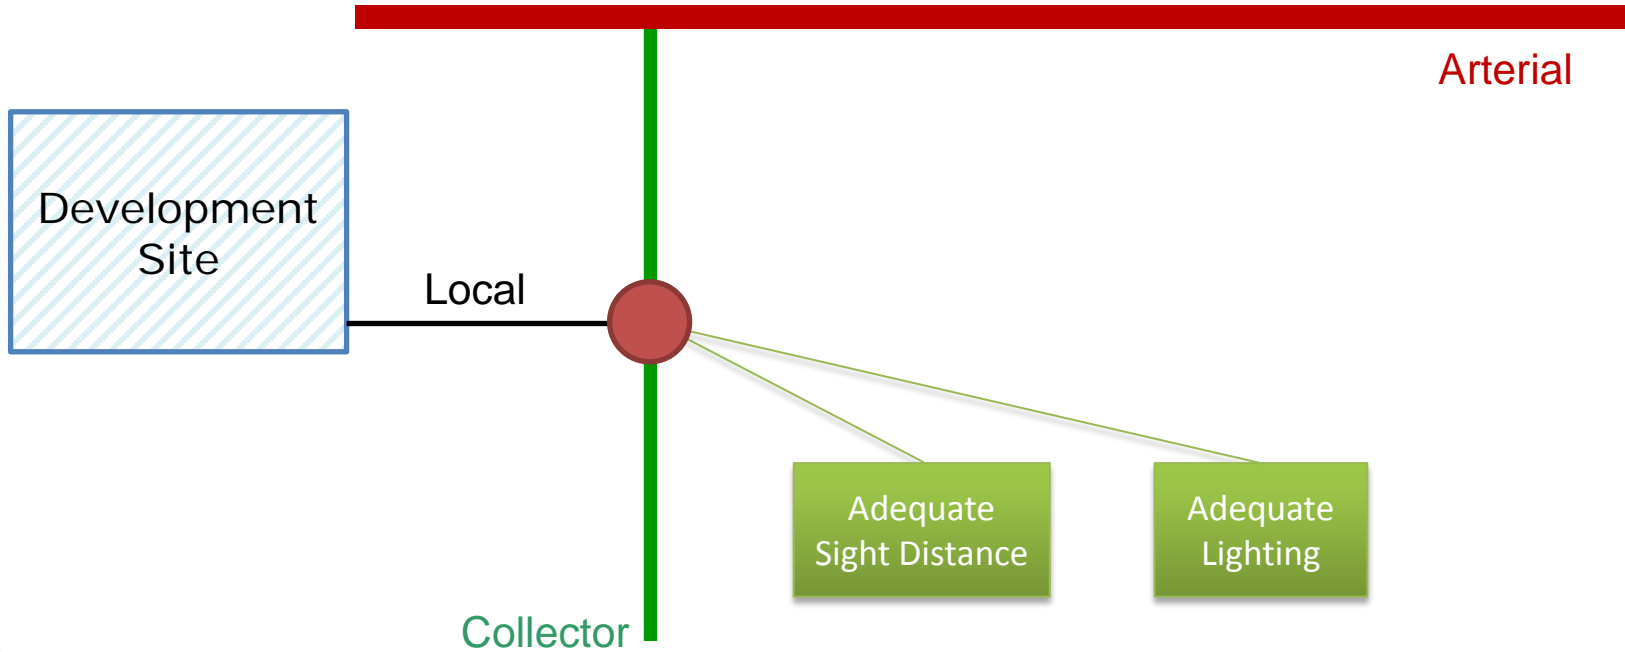 Arterial
Development
Site
Local
Adequate
Sight Distance
Adequate
Lighting
Collector